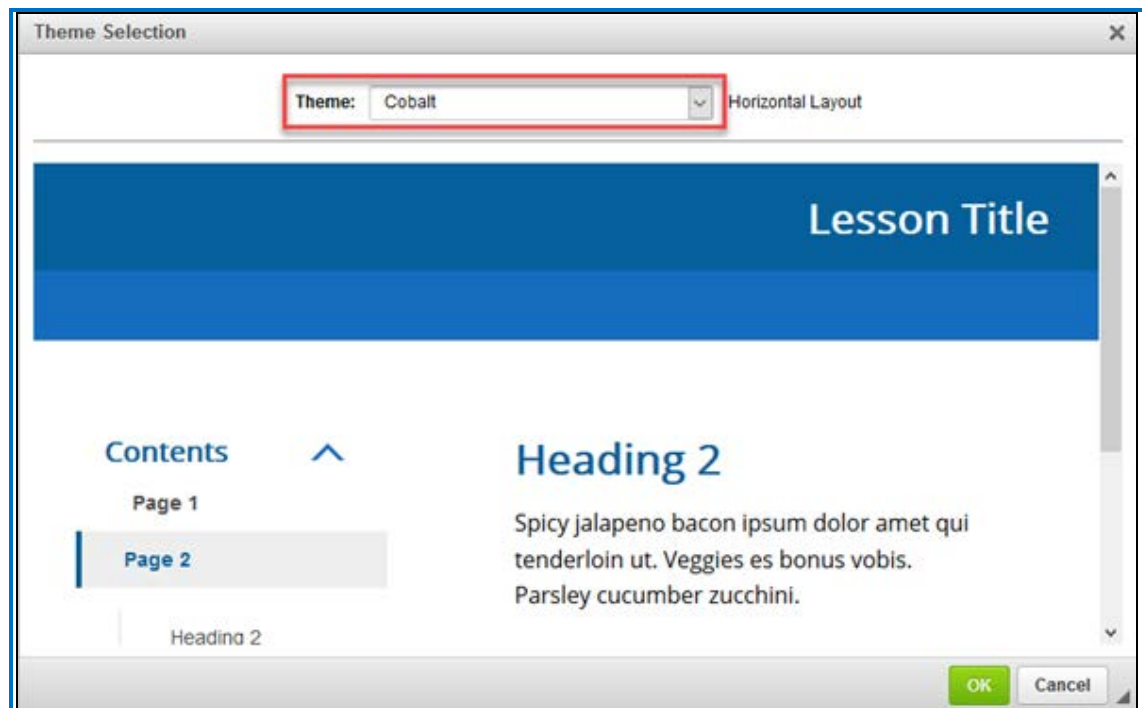 Theme Selection
Theme: Cobalt Horizontal Layout
Lesson Title
Contents
Page 1
Page 2
Heading 2
Heading 2
Spicy jalapeno bacon ipsum dolor amet qui
tenderloin ut. Veggies es bonus vobis.
Parsley cucumber zucchini.
OK Cancel